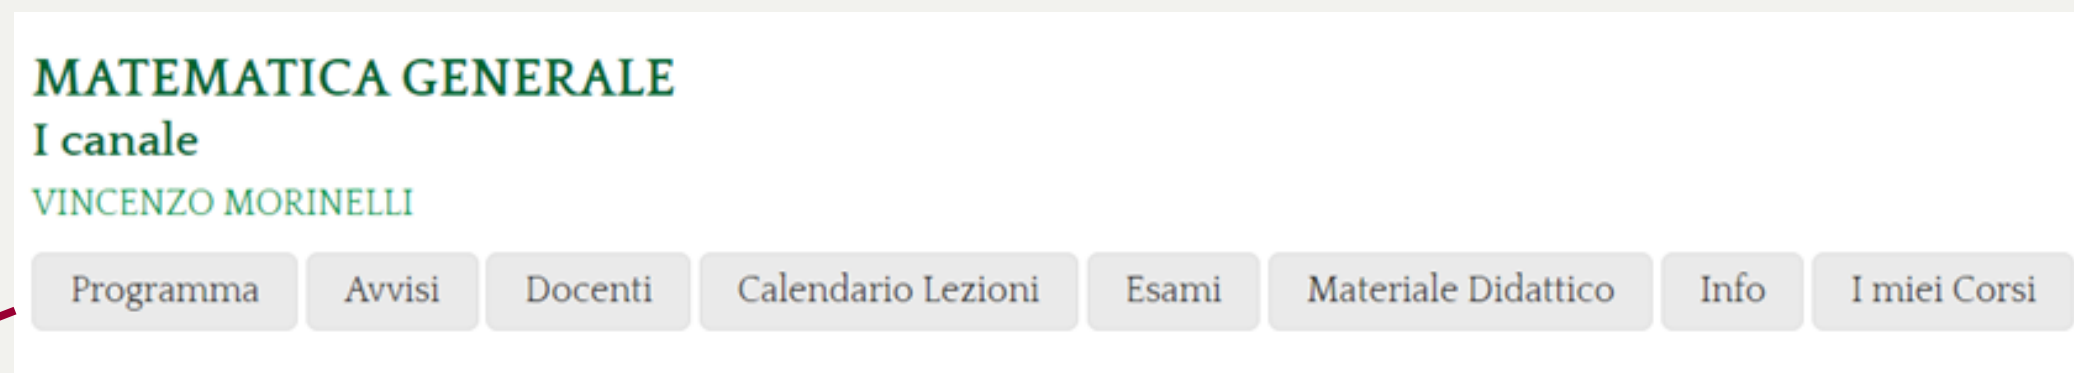 MATEMATICA GENERALE
I canale
VINCENZO MORINELLI
Programma Avvisi Docenti Calendario Lezioni Esami Materiale Didattico Info I miei Corsi